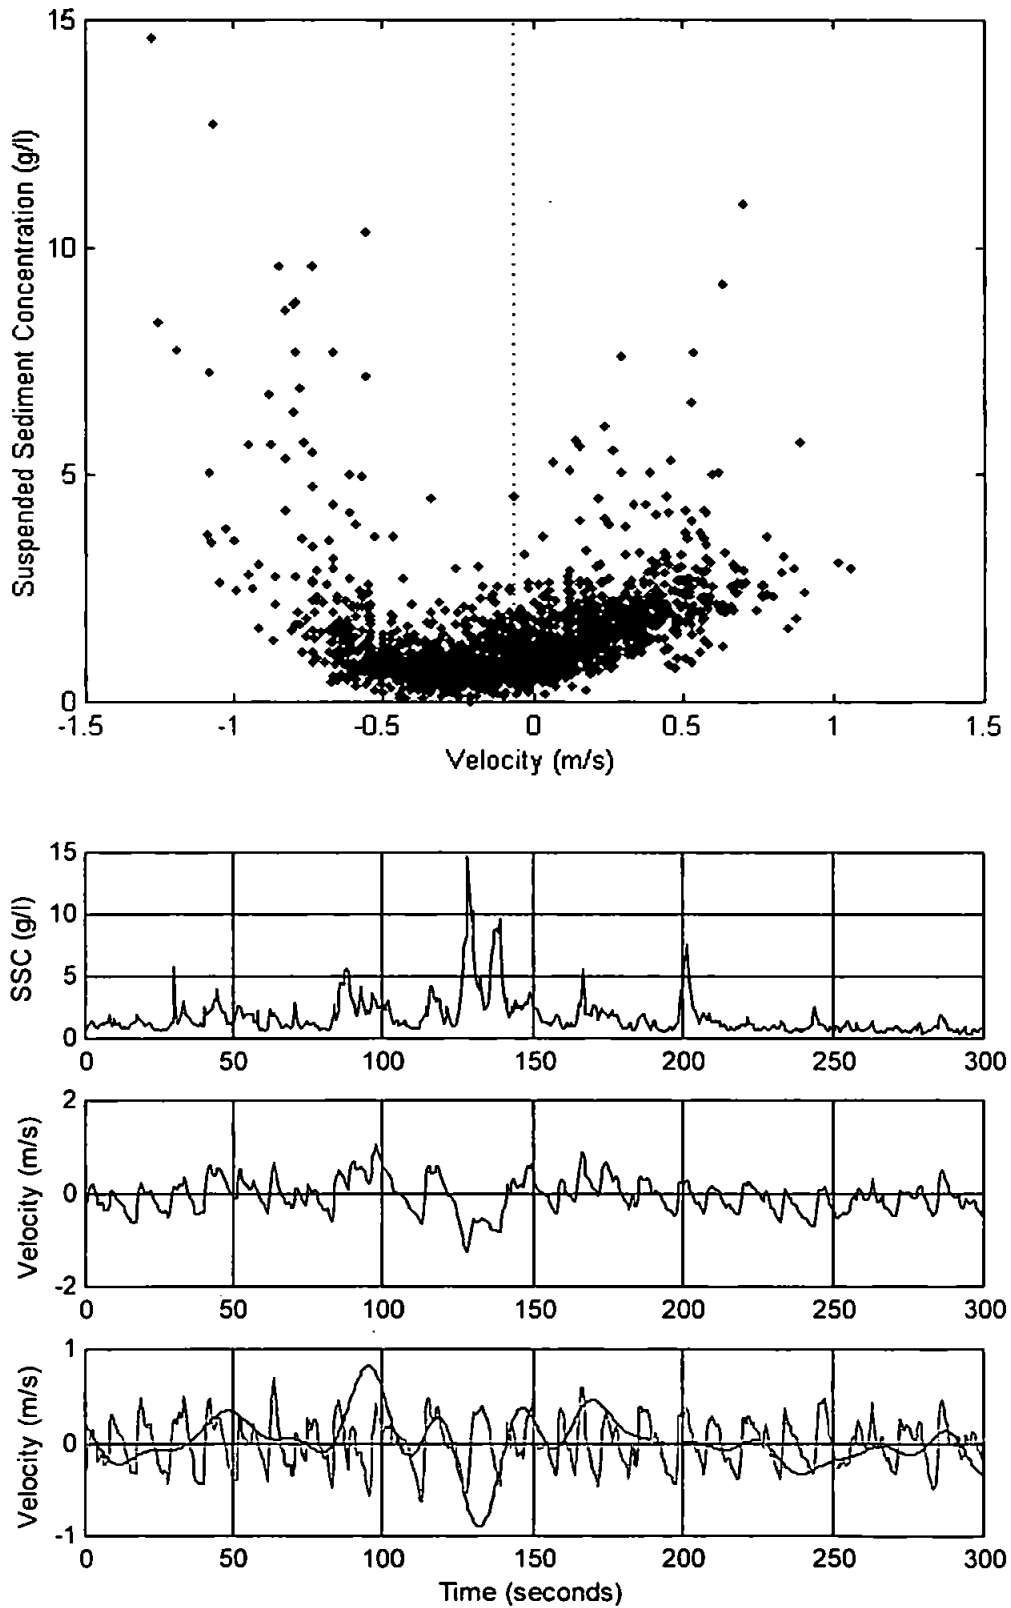 15
10
5
0
Suspended Sediment Concentration (g/l)
-1.5 -1 -0.5 0 0.5 1 1.5
Velocity (m/s)
15
10
5
0
SSC (g/l)
0 50 100 150 200 250 300
2
0
-2
Velocity (m/s)
0 50 100 150 200 250 300
1
0
-1
Velocity (m/s)
0 50 100 150 200 250 300
Time (seconds)